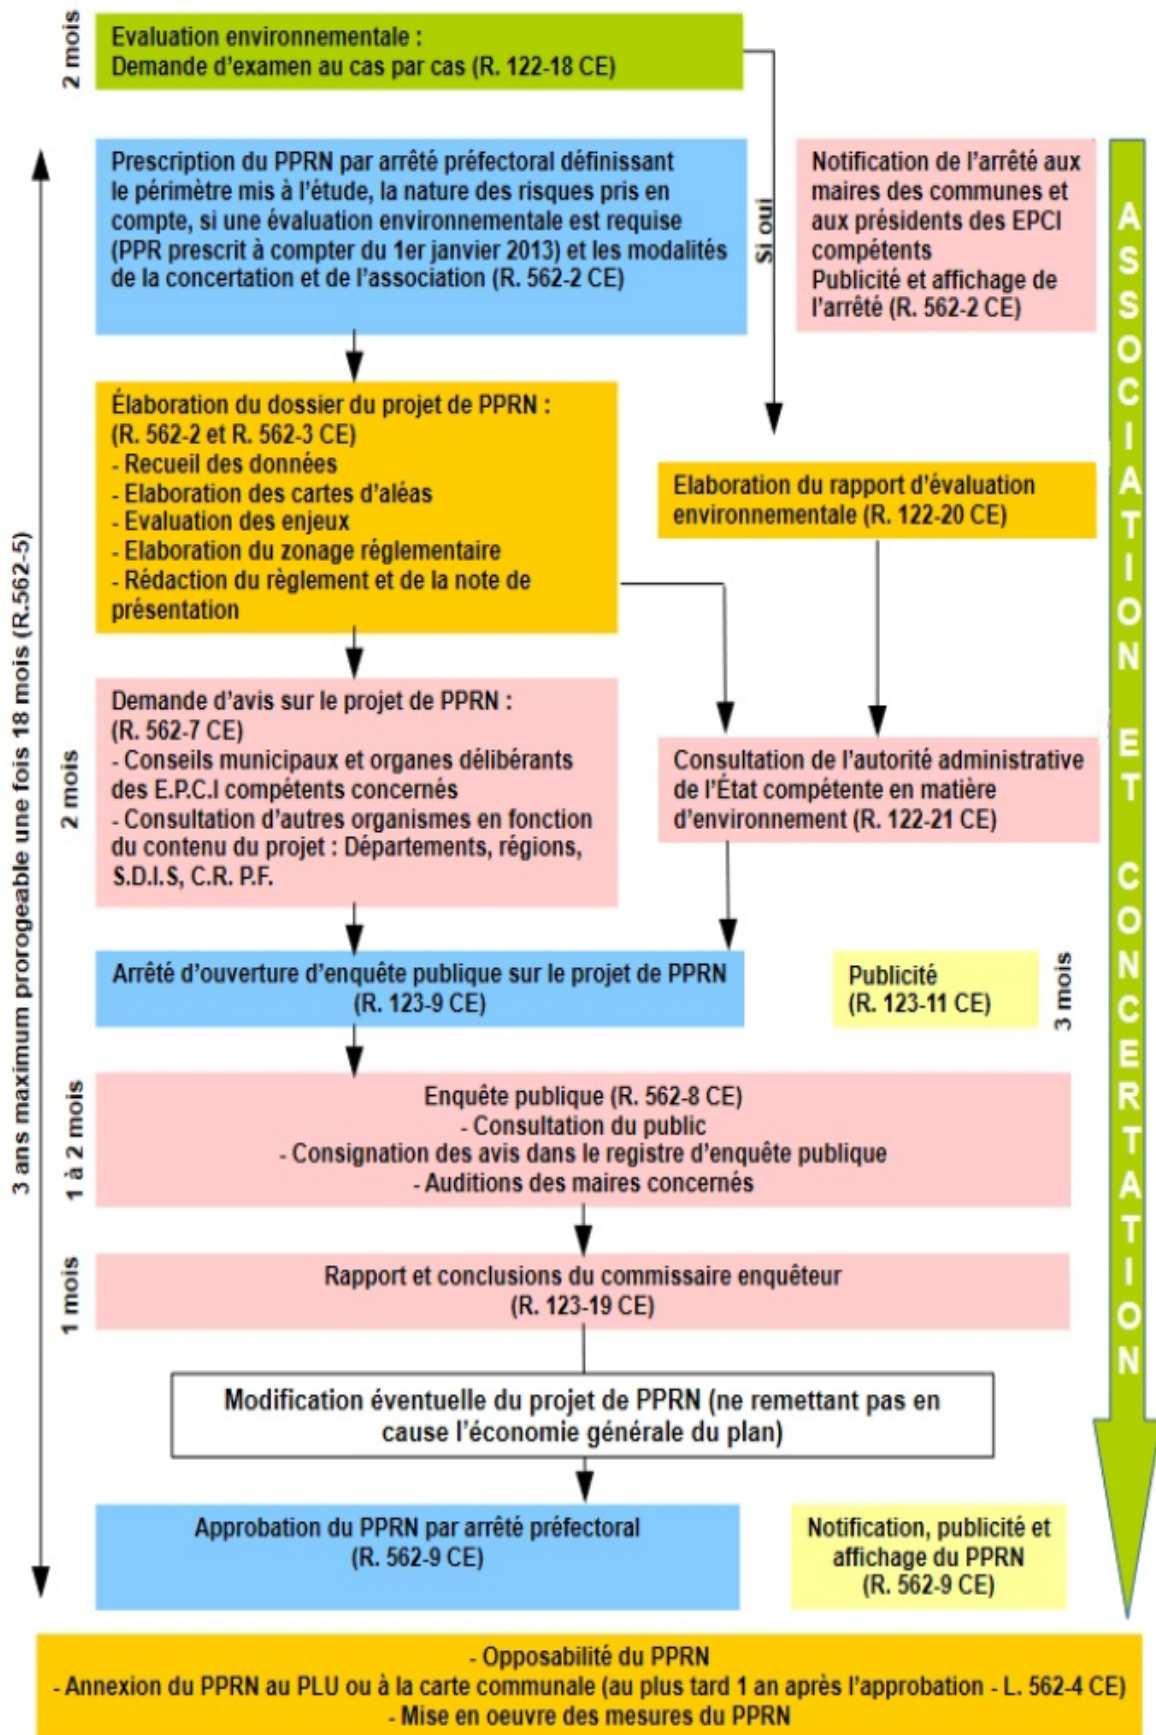 2 mois
Evaluation environnementale :
Demande d'examen au cas par cas (R. 122-18 CE)
3 ans maximum prorogeable une fois 18 mois (R.562-5)
Prescription du PPRN par arrêté préfectoral définissant
le périmètre mis à l'étude, la nature des risques pris en
compte, si une évaluation environnementale est requise
(PPR prescrit à compter du 1er janvier 2013) et les modalités
de la concertation et de l'association (R. 562-2 CE)
Si oui
Notification de l'arrêté aux
maires des communes et
aux présidents des EPCI
compétents
Publicité et affichage de
l'arrêté (R. 562-2 CE)
ASSOCIATION ET CONCERTATION
Élaboration du dossier du projet de PPRN :
(R. 562-2 et R. 562-3 CE)
- Recueil des données
- Elaboration des cartes d'aléas
- Evaluation des enjeux
- Elaboration du zonage réglementaire
- Rédaction du règlement et de la note de
présentation
Elaboration du rapport d'évaluation
environnementale (R. 122-20 CE)
2 mois
Demande d'avis sur le projet de PPRN :
(R. 562-7 CE)
- Conseils municipaux et organes délibérants
des E.P.C.I compétents concernés
- Consultation d'autres organismes en fonction
du contenu du projet : Départements, régions,
S.D.I.S, C.R. P.F.
Consultation de l'autorité administrative
de l'État compétente en matière
d'environnement (R. 122-21 CE)
Arrêté d'ouverture d'enquête publique sur le projet de PPRN
(R. 123-9 CE)
Publicité
(R. 123-11 CE)
3 mois
1 à 2 mois
Enquête publique (R. 562-8 CE)
- Consultation du public
- Consignation des avis dans le registre d'enquête publique
- Auditions des maires concernés
1 mois
Rapport et conclusions du commissaire enquêteur
(R. 123-19 CE)
Modification éventuelle du projet de PPRN (ne remettant pas en
cause l'économie générale du plan)
Approbation du PPRN par arrêté préfectoral
(R. 562-9 CE)
Notification, publicité et
affichage du PPRN
(R. 562-9 CE)
- Opposabilité du PPRN
- Annexion du PPRN au PLU ou à la carte communale (au plus tard 1 an après l'approbation - L. 562-4 CE)
- Mise en oeuvre des mesures du PPRN